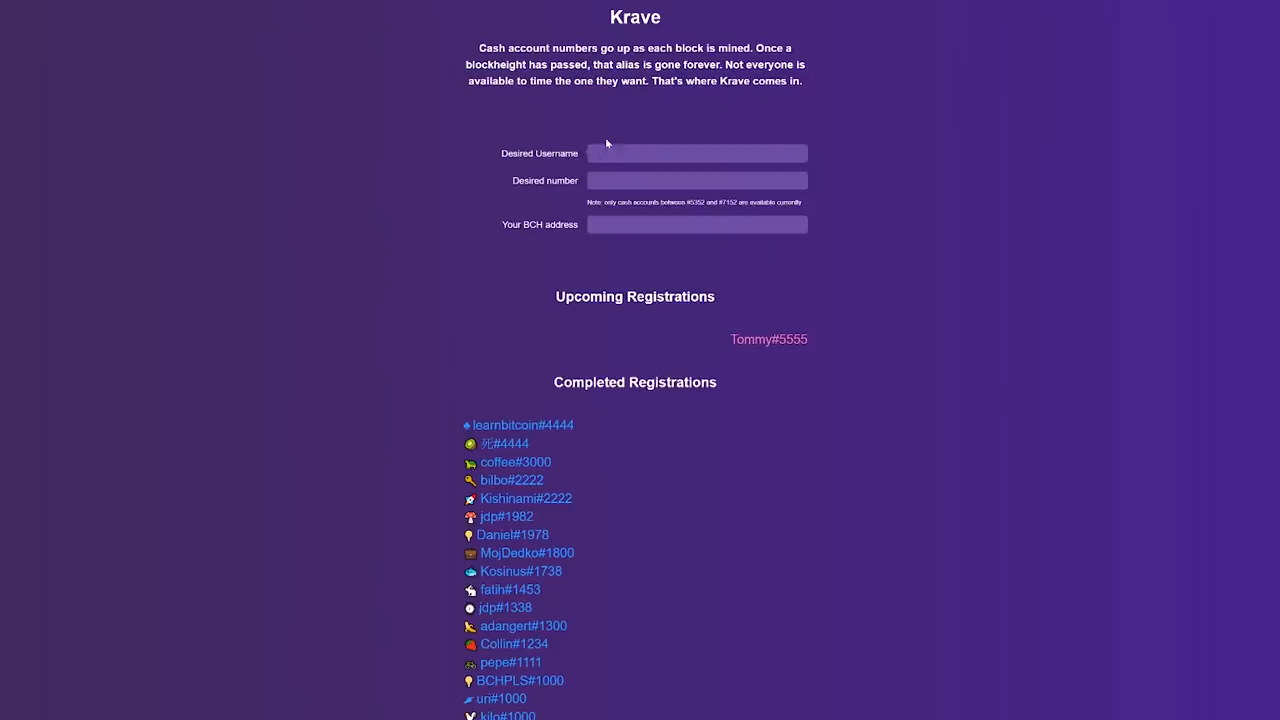 Krave
Cash account numbers go up as each block is mined. Once a
blockheight has passed, that alias is gone forever. Not everyone is
available to time the one they want. That's where Krave comes in.
Desired Username
Desired number
Note: only cash accounts between #5352 and #7152 are available currently
Your BCH address
Upcoming Registrations
Tommy#5555
Completed Registrations
learnbitcoin#4444
死#4444
coffee#3000
bilbo#2222
Kishinami#2222
jdp#1982
Daniel#1978
MojDedko#1800
Kosinus#1738
fatih#1453
jdp#1338
adangert#1300
Collin#1234
pepe#1111
BCHPLS#1000
uri#1000
kilo#1000